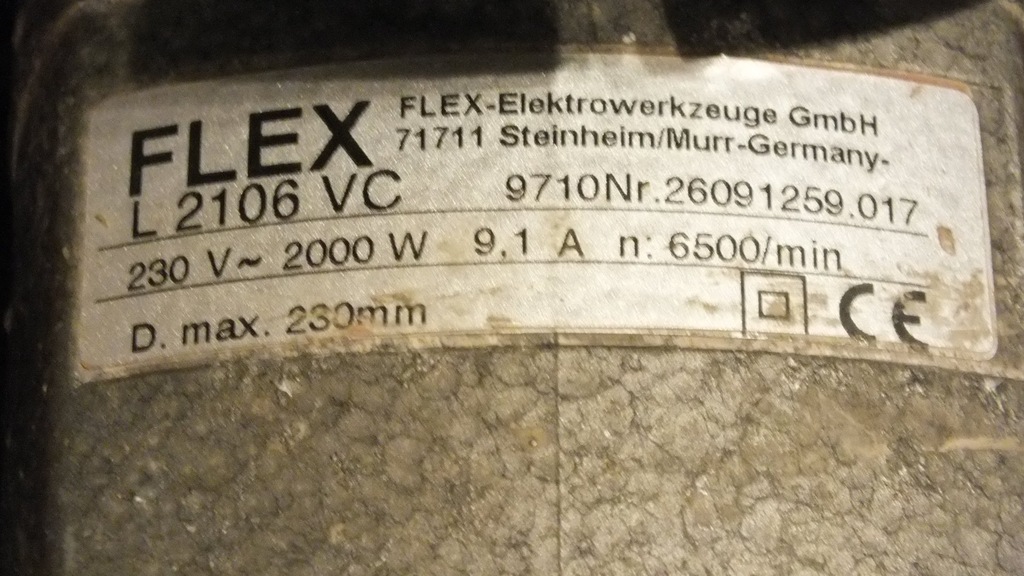 FLEX
FLEX-Elektrowerkzeuge GmbH
71711 Steinheim/Murr-Germany-
L 2106 VC 9710Nr.26091259.017
230 V~ 2000 W 9,1 A n: 6500/min
D. max. 230mm CE